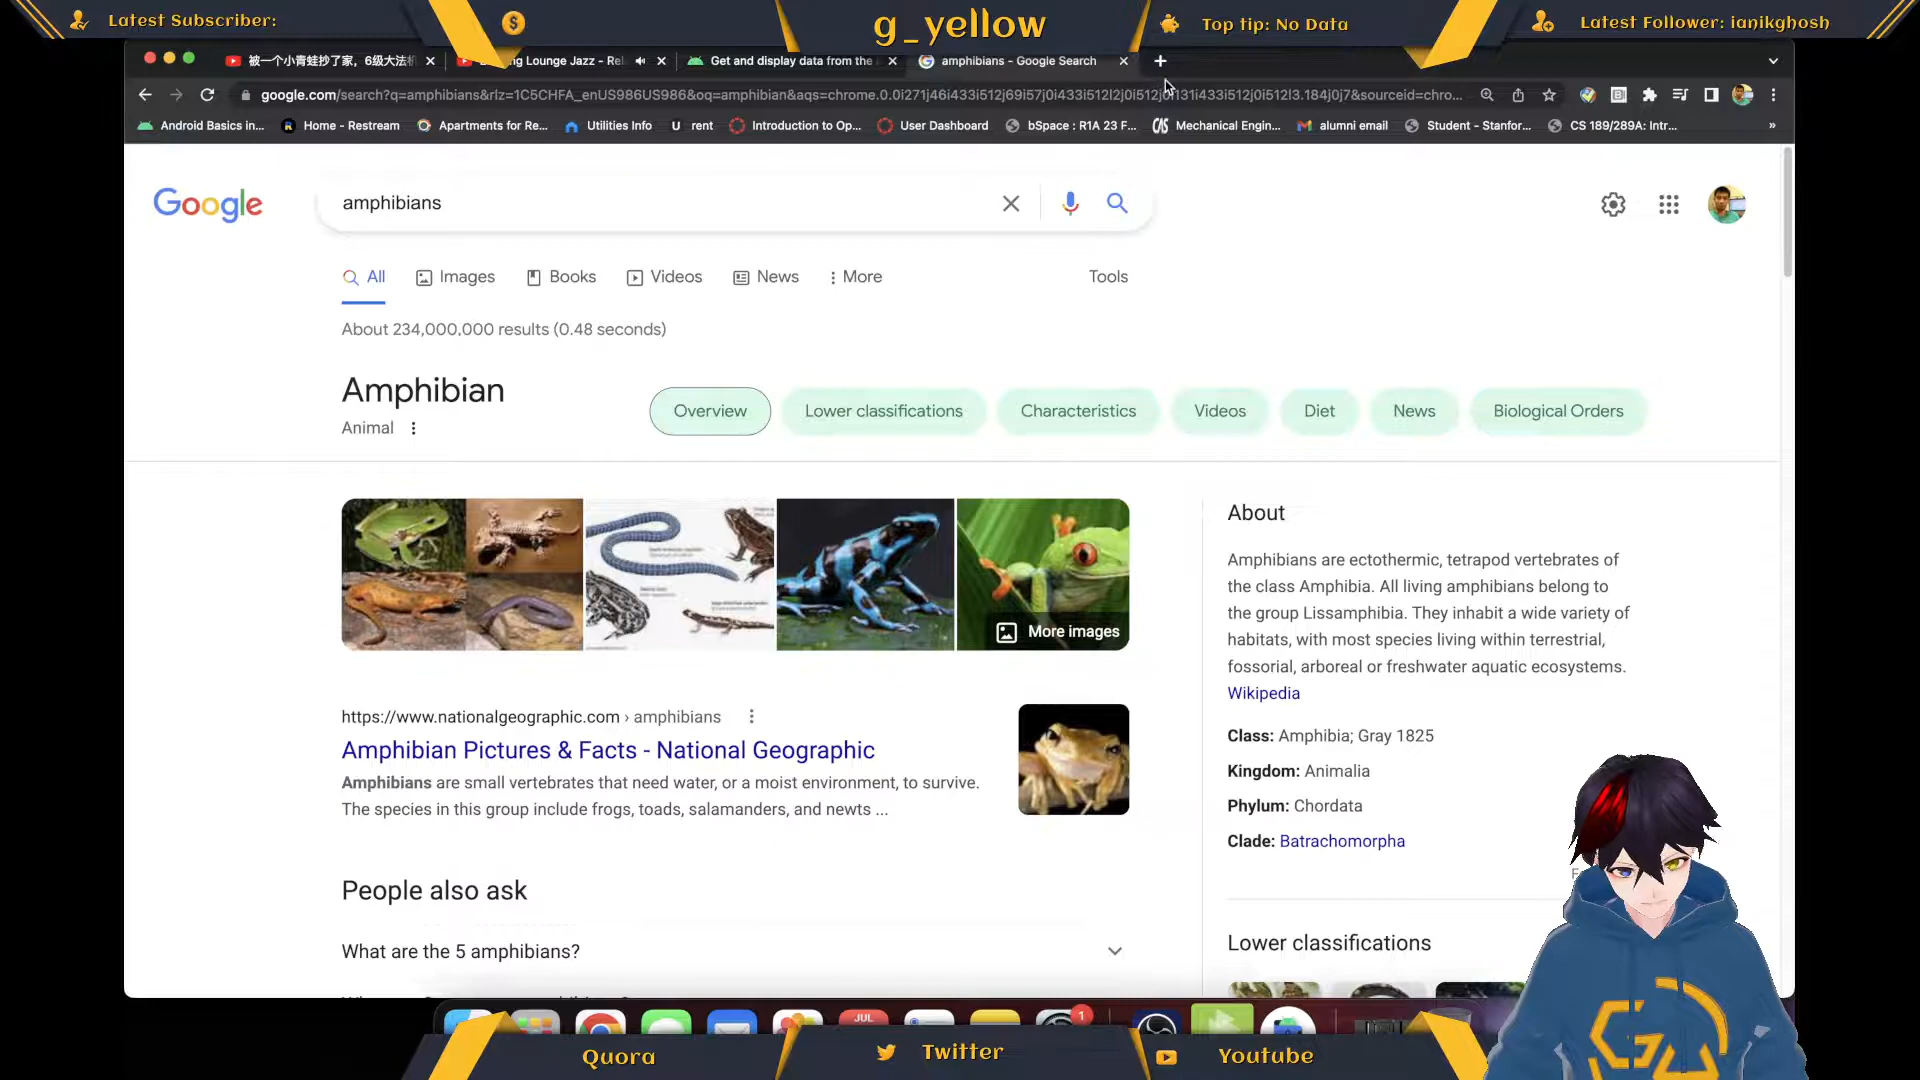 Latest Subscriber:
g_yellow
Top tip: No Data
Latest Follower: ianikghosh
被一个小青蛙抄了家，6级大法
Lounge Jazz - Rel
Get and display data from the
amphibians - Google Search
google.com/search?q=amphibians&rlz=1C5CHFA_enUS986US986&oq=amphibian&aqs=chrome.0.0i271j46i433i512j69i57j0i433i512l2j0i512j0i131i433i512j0i512l3.184j0j7&sourceid=chro...
Android Basics in...
Home - Restream
Apartments for Re...
Utilities Info
U rent
Introduction to Op...
User Dashboard
bSpace : R1A 23 F...
CAS Mechanical Engin...
alumni email
Student - Stanfor...
CS 189/289A: Intr...
»
Google
amphibians
All
Images
Books
Videos
News
More
Tools
About 234,000,000 results (0.48 seconds)
Amphibian
Animal
Overview
Lower classifications
Characteristics
Videos
Diet
News
Biological Orders
More images
About
Amphibians are ectothermic, tetrapod vertebrates of
the class Amphibia. All living amphibians belong to
the group Lissamphibia. They inhabit a wide variety of
habitats, with most species living within terrestrial,
fossorial, arboreal or freshwater aquatic ecosystems.
Wikipedia
Class: Amphibia; Gray 1825
Kingdom: Animalia
Phylum: Chordata
Clade: Batrachomorpha
Lower classifications
https://www.nationalgeographic.com › amphibians
Amphibian Pictures & Facts - National Geographic
Amphibians are small vertebrates that need water, or a moist environment, to survive.
The species in this group include frogs, toads, salamanders, and newts ...
People also ask
What are the 5 amphibians?
JUL
1
Quora
Twitter
Youtube